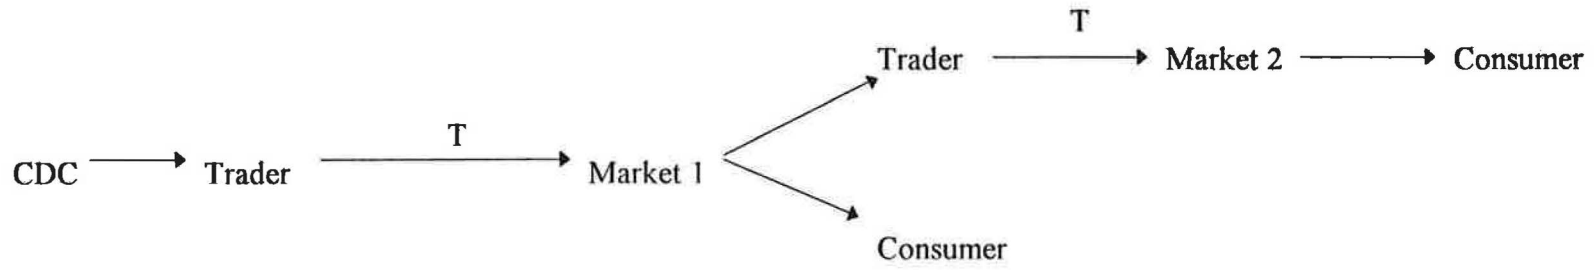 T
Trader Market 2 Consumer
T
CDC Trader Market 1
Consumer